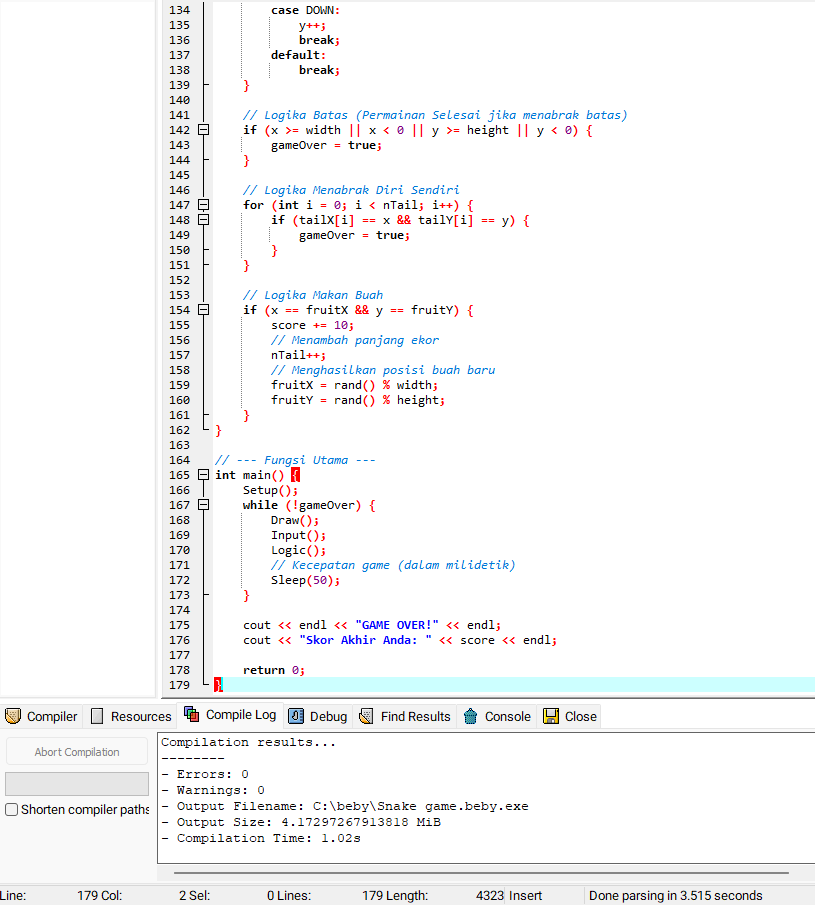 134 case DOWN:
135 y++;
136 break;
137 default:
138 break;
139 }
140
141 // Logika Batas (Permainan Selesai jika menabrak batas)
142 if (x >= width || x < 0 || y >= height || y < 0) {
143 gameOver = true;
144 }
145
146 // Logika Menabrak Diri Sendiri
147 for (int i = 0; i < nTail; i++) {
148 if (tailX[i] == x && tailY[i] == y) {
149 gameOver = true;
150 }
151 }
152
153 // Logika Makan Buah
154 if (x == fruitX && y == fruitY) {
155 score += 10;
156 // Menambah panjang ekor
157 nTail++;
158 // Menghasilkan posisi buah baru
159 fruitX = rand() % width;
160 fruitY = rand() % height;
161 }
162 }
163
164 // --- Fungsi Utama ---
165 int main() {
166 Setup();
167 while (!gameOver) {
168 Draw();
169 Input();
170 Logic();
171 // Kecepatan game (dalam milidetik)
172 Sleep(50);
173 }
174
175 cout << endl << "GAME OVER!" << endl;
176 cout << "Skor Akhir Anda: " << score << endl;
177
178 return 0;
179 }
Compiler Resources Compile Log Debug Find Results Console Close
Abort Compilation
Shorten compiler paths
Compilation results...
--------
- Errors: 0
- Warnings: 0
- Output Filename: C:\beby\Snake game.beby.exe
- Output Size: 4.17297267913818 MiB
- Compilation Time: 1.02s
Line: 179 Col: 2 Sel: 0 Lines: 179 Length: 4323 Insert Done parsing in 3.515 seconds